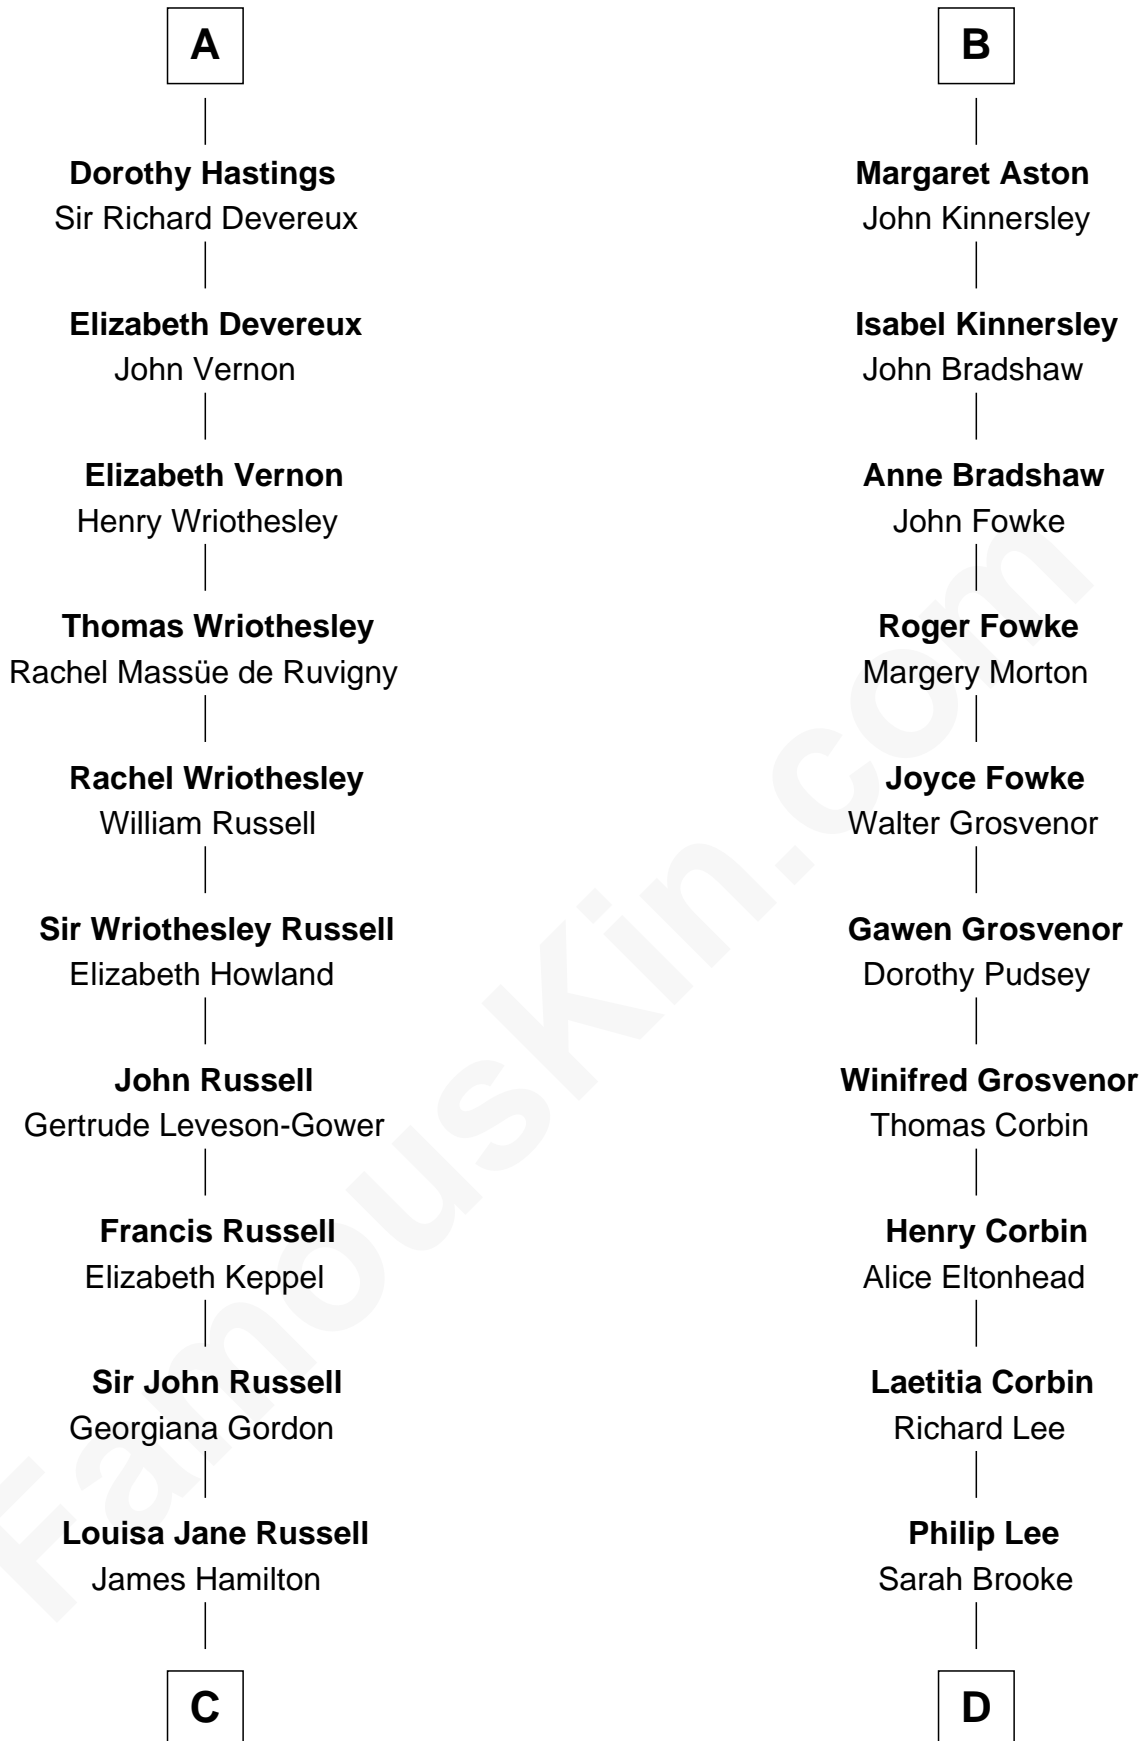 A
Dorothy Hastings
Sir Richard Devereux
Elizabeth Devereux
John Vernon
Elizabeth Vernon
Henry Wriothesley
Thomas Wriothesley
Rachel Massüe de Ruvigny
Rachel Wriothesley
William Russell
Sir Wriothesley Russell
Elizabeth Howland
John Russell
Gertrude Leveson-Gower
Francis Russell
Elizabeth Keppel
Sir John Russell
Georgiana Gordon
Louisa Jane Russell
James Hamilton
C
B
Margaret Aston
John Kinnersley
Isabel Kinnersley
John Bradshaw
Anne Bradshaw
John Fowke
Roger Fowke
Margery Morton
Joyce Fowke
Walter Grosvenor
Gawen Grosvenor
Dorothy Pudsey
Winifred Grosvenor
Thomas Corbin
Henry Corbin
Alice Eltonhead
Laetitia Corbin
Richard Lee
Philip Lee
Sarah Brooke
D
FamousKin.com